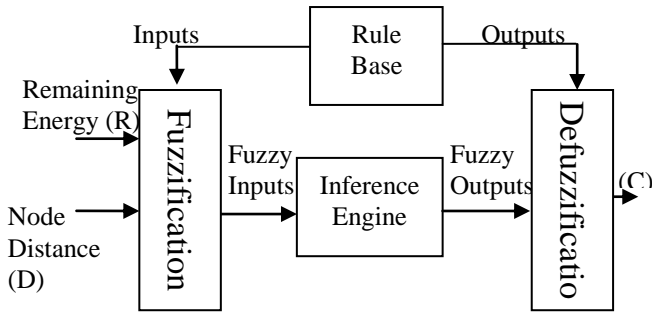 Inputs
Rule
Base
Outputs
Remaining
Energy (R)
Fuzzification
Fuzzy
Inputs
Inference
Engine
Fuzzy
Outputs
Defuzzificatio
(C)
Node
Distance
(D)